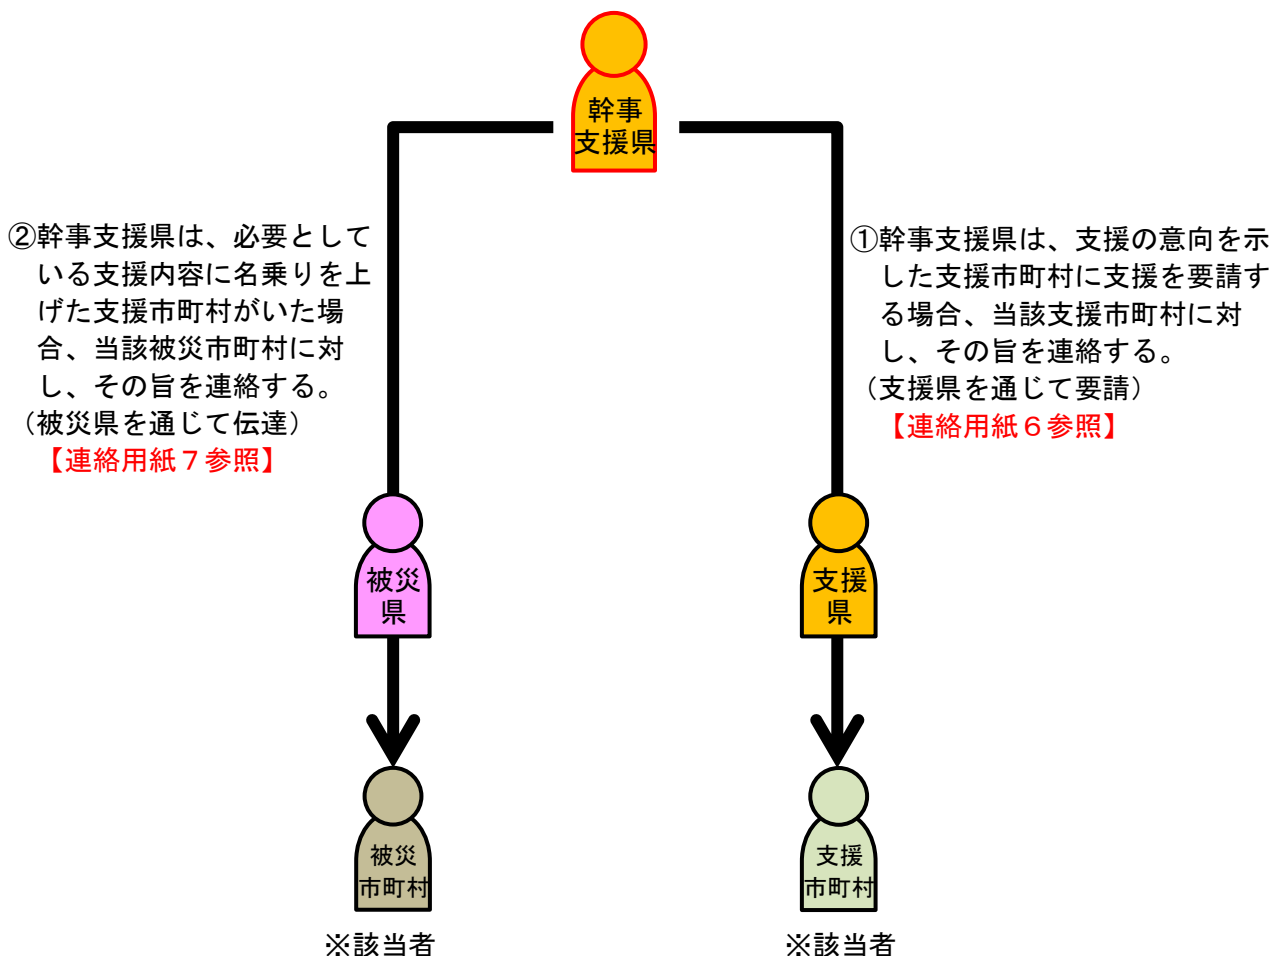 幹事
支援県
②幹事支援県は、必要として
いる支援内容に名乗りを上
げた支援市町村がいた場
合、当該被災市町村に対
し、その旨を連絡する。
（被災県を通じて伝達）
【連絡用紙７参照】
①幹事支援県は、支援の意向を示
した支援市町村に支援を要請す
る場合、当該支援市町村に対
し、その旨を連絡する。
（支援県を通じて要請）
【連絡用紙６参照】
被災
県
支援
県
被災
市町村
支援
市町村
※該当者
※該当者